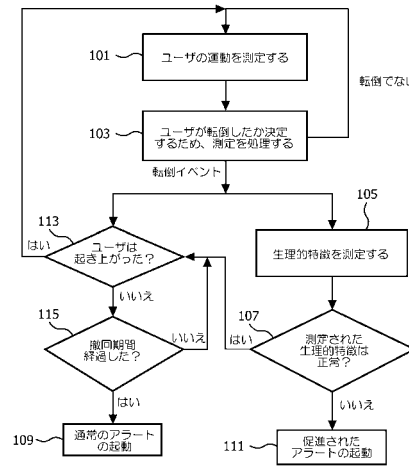 101
ユーザの運動を測定する
転倒でない
103
ユーザが転倒したか決定
するため、測定を処理する
転倒イベント
113
ユーザは
起き上がった？
はい
いいえ
105
生理的特徴を測定する
115
撤回期間
経過した？
いいえ
はい
107
測定された
生理的特徴は
正常？
はい
いいえ
109
通常のアラート
の起動
111
促進された
アラートの起動